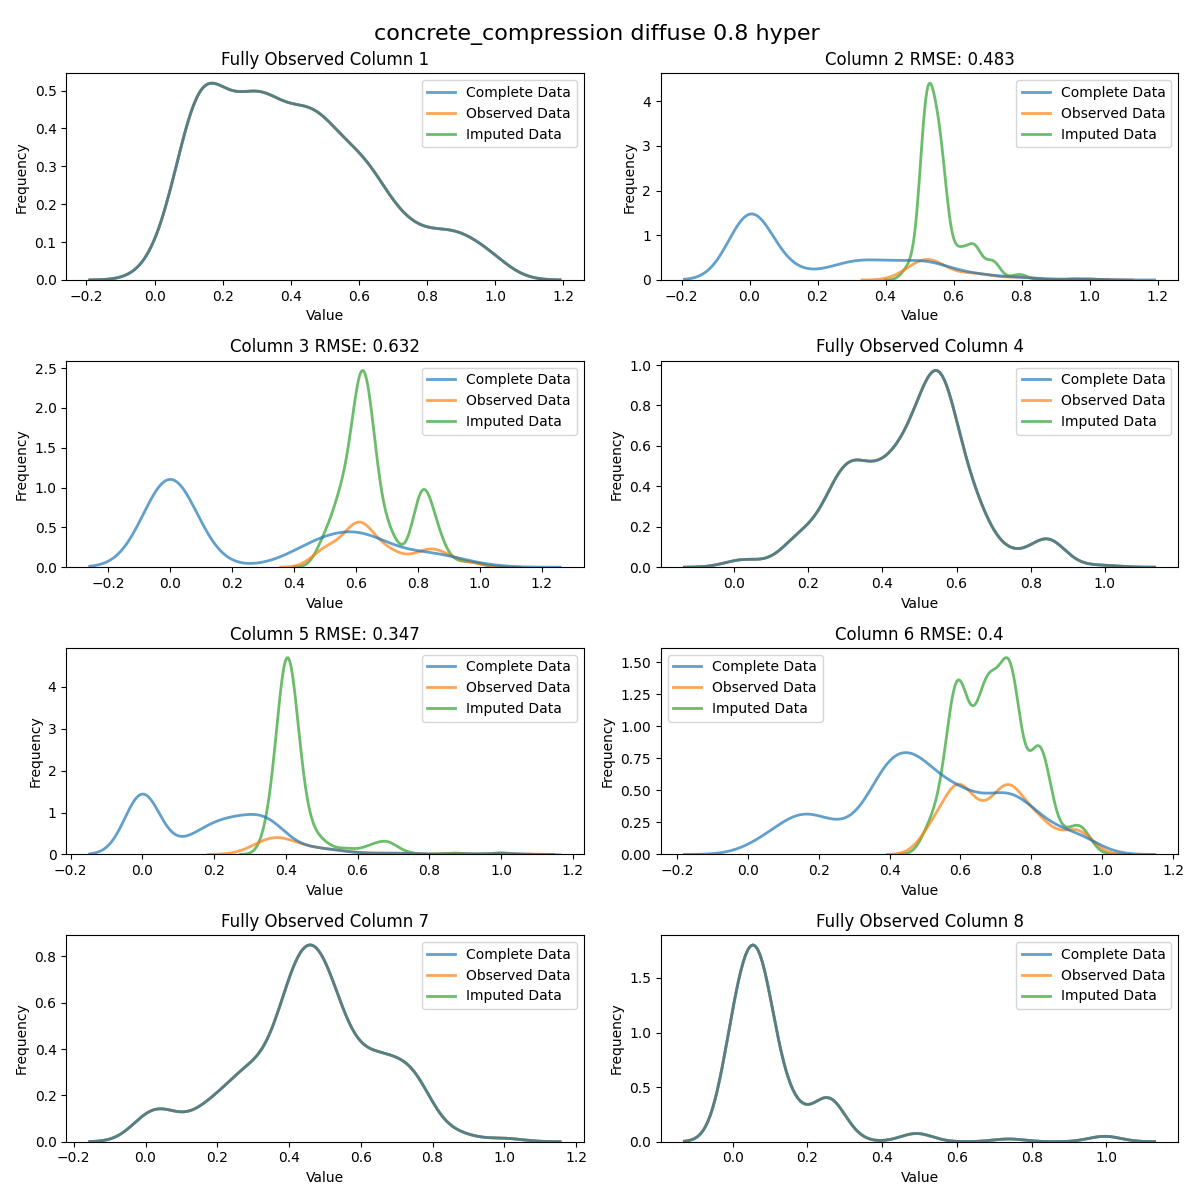 concrete_compression diffuse 0.8 hyper
Fully Observed Column 1
Frequency
0.5
0.4
0.3
0.2
0.1
0.0
Complete Data
Observed Data
Imputed Data
−0.2 0.0 0.2 0.4 0.6 0.8 1.0 1.2
Value
Column 2 RMSE: 0.483
Frequency
4
3
2
1
0
Complete Data
Observed Data
Imputed Data
−0.2 0.0 0.2 0.4 0.6 0.8 1.0 1.2
Value
Column 3 RMSE: 0.632
Frequency
2.5
2.0
1.5
1.0
0.5
0.0
Complete Data
Observed Data
Imputed Data
−0.2 0.0 0.2 0.4 0.6 0.8 1.0 1.2
Value
Fully Observed Column 4
Frequency
1.0
0.8
0.6
0.4
0.2
0.0
Complete Data
Observed Data
Imputed Data
0.0 0.2 0.4 0.6 0.8 1.0
Value
Column 5 RMSE: 0.347
Frequency
4
3
2
1
0
Complete Data
Observed Data
Imputed Data
−0.2 0.0 0.2 0.4 0.6 0.8 1.0 1.2
Value
Column 6 RMSE: 0.4
Frequency
1.50
1.25
1.00
0.75
0.50
0.25
0.00
Complete Data
Observed Data
Imputed Data
−0.2 0.0 0.2 0.4 0.6 0.8 1.0 1.2
Value
Fully Observed Column 7
Frequency
0.8
0.6
0.4
0.2
0.0
Complete Data
Observed Data
Imputed Data
−0.2 0.0 0.2 0.4 0.6 0.8 1.0 1.2
Value
Fully Observed Column 8
Frequency
1.5
1.0
0.5
0.0
Complete Data
Observed Data
Imputed Data
0.0 0.2 0.4 0.6 0.8 1.0
Value